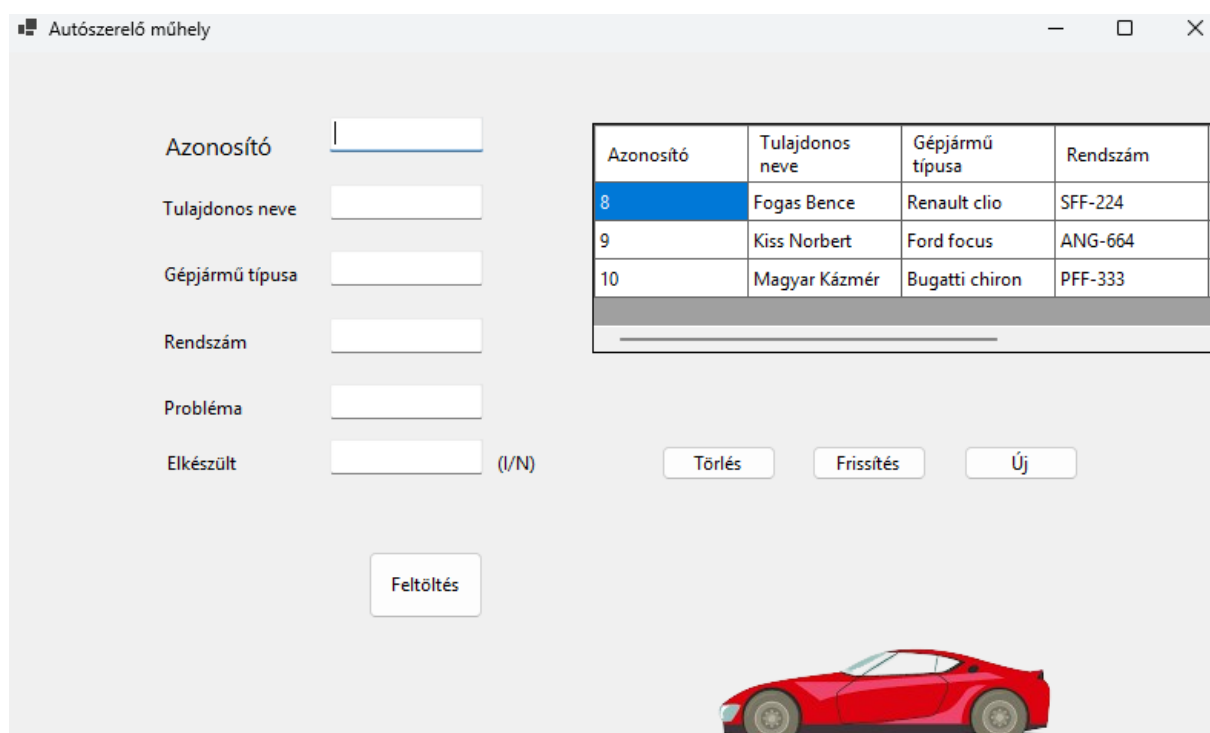 Autószerelő műhely
Azonosító
Tulajdonos neve
Gépjármű típusa
Rendszám
Probléma
Elkészült
(I/N)
Feltöltés
Azonosító Tulajdonos neve Gépjármű típusa Rendszám
8 Fogas Bence Renault clio SFF-224
9 Kiss Norbert Ford focus ANG-664
10 Magyar Kázmér Bugatti chiron PFF-333
Törlés Frissítés Új